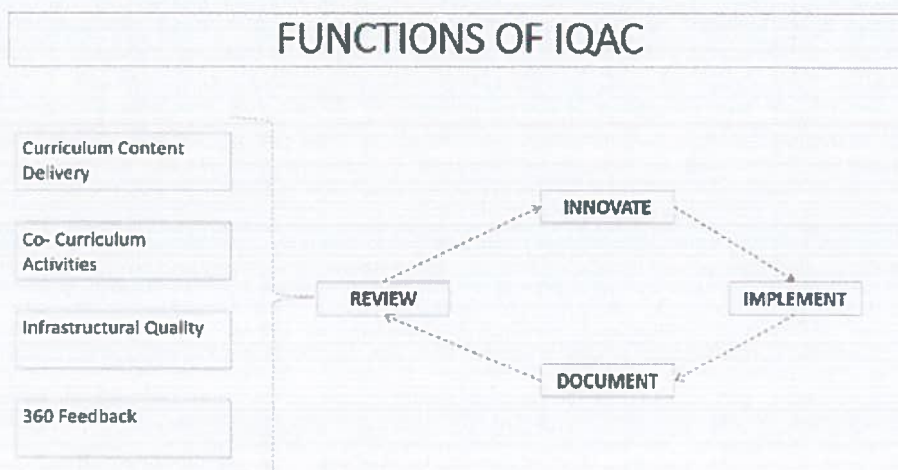 FUNCTIONS OF IQAC
Curriculum Content
Delivery
Co- Curriculum
Activities
Infrastructural Quality
360 Feedback
INNOVATE
REVIEW
IMPLEMENT
DOCUMENT